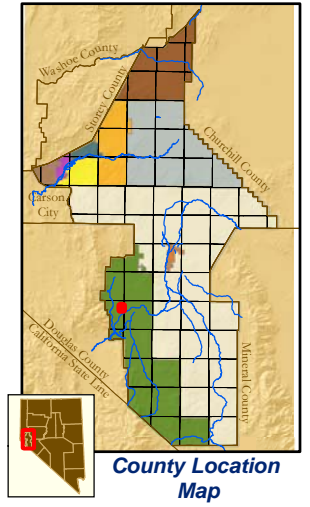 Washoe County
Storey County
Churchill County
Carson
City
Douglas County
California State Line
Mineral County
County Location
Map